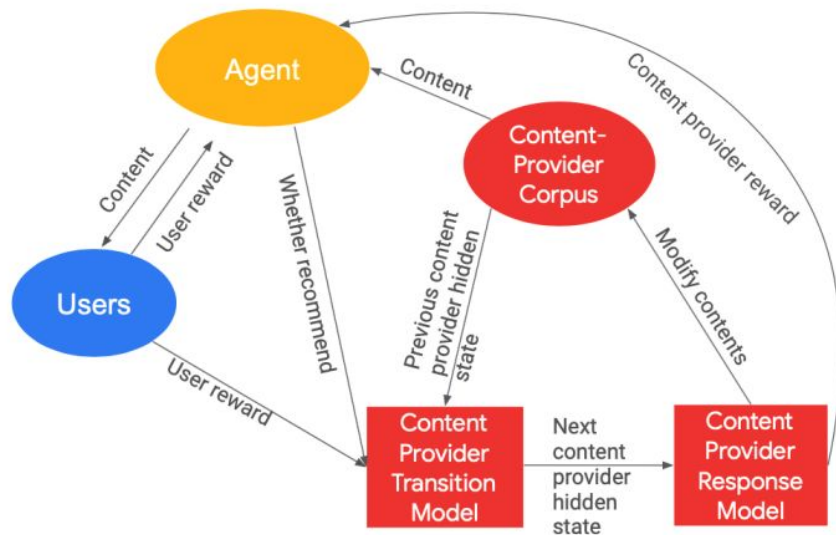 Agent
Content
Content-
Provider
Corpus
Content provider reward
Content
User reward
Whether recommend
Previous content
provider hidden
state
Modify contents
Users
User reward
Content
Provider
Transition
Model
Next
content
provider
hidden
state
Content
Provider
Response
Model